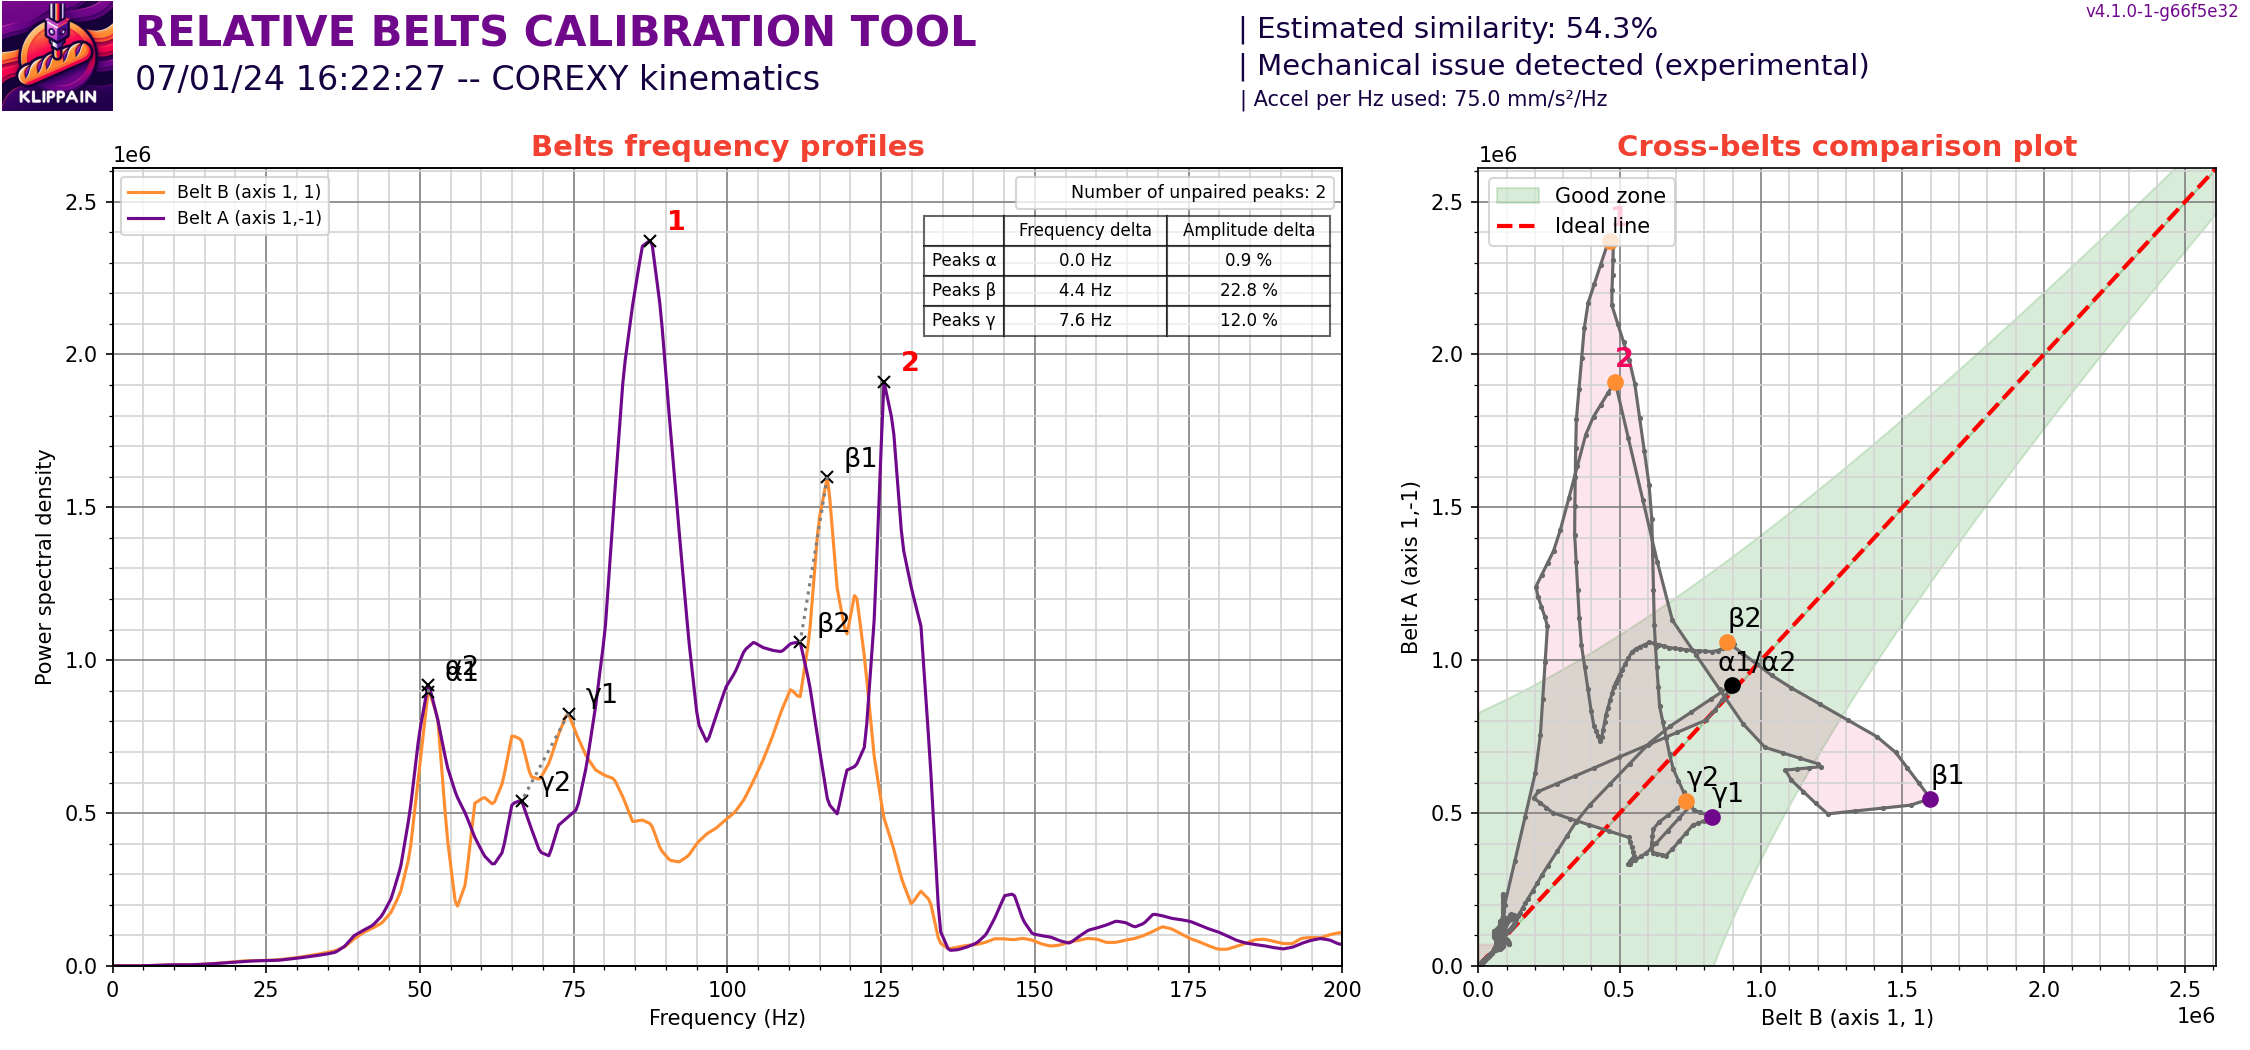 KLIPPAIN
RELATIVE BELTS CALIBRATION TOOL
07/01/24 16:22:27 -- COREXY kinematics
| Estimated similarity: 54.3%
| Mechanical issue detected (experimental)
| Accel per Hz used: 75.0 mm/s²/Hz
v4.1.0-1-g66f5e32
Belts frequency profiles
1e6
Belt B (axis 1, 1)
Belt A (axis 1,-1)
Number of unpaired peaks: 2
Frequency delta Amplitude delta
Peaks α 0.0 Hz 0.9 %
Peaks β 4.4 Hz 22.8 %
Peaks γ 7.6 Hz 12.0 %
1
2
β1
β2
α2
α1
γ1
γ2
2.5
2.0
1.5
1.0
0.5
0.0
Power spectral density
0 25 50 75 100 125 150 175 200
Frequency (Hz)
Cross-belts comparison plot
1e6
Good zone
Ideal line
1
2
β2
α1/α2
γ2
γ1
β1
2.5
2.0
1.5
1.0
0.5
0.0
Belt A (axis 1,-1)
0.0 0.5 1.0 1.5 2.0 2.5
Belt B (axis 1, 1)
1e6